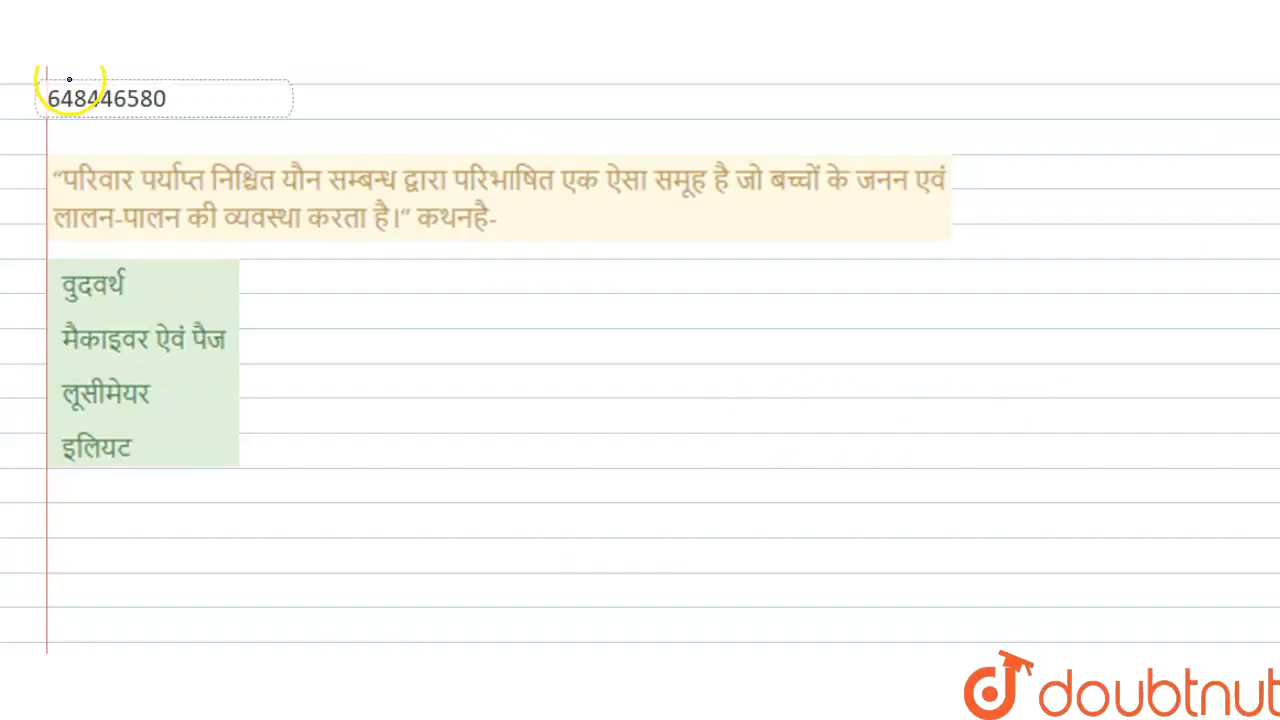 648446580
“परिवार पर्याप्त निश्चित यौन सम्बन्ध द्वारा परिभाषित एक ऐसा समूह है जो बच्चों के जनन एवं
लालन-पालन की व्यवस्था करता है।” कथनहै-
वुदवर्थ
मैकाइवर ऐवं पैज
लूसीमेयर
इलियट
doubtnut